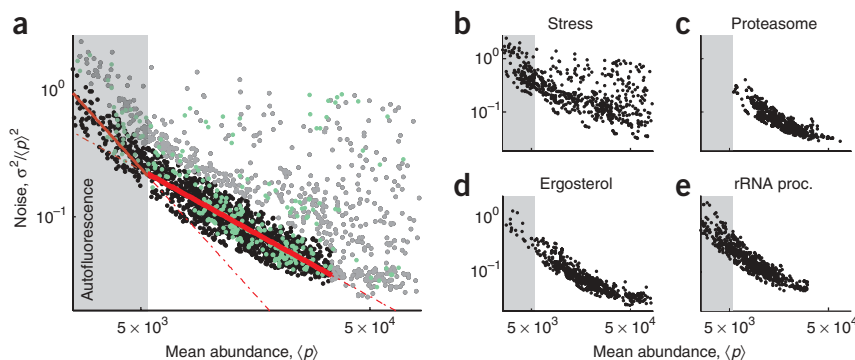 a
Noise, σ²/⟨p⟩²
10⁰
10⁻¹
Autofluorescence
5 × 10³
5 × 10⁴
Mean abundance, ⟨p⟩
b
Stress
10⁰
10⁻¹
c
Proteasome
d
Ergosterol
10⁰
10⁻¹
5 × 10³
5 × 10⁴
e
rRNA proc.
5 × 10³
5 × 10⁴
Mean abundance, ⟨p⟩